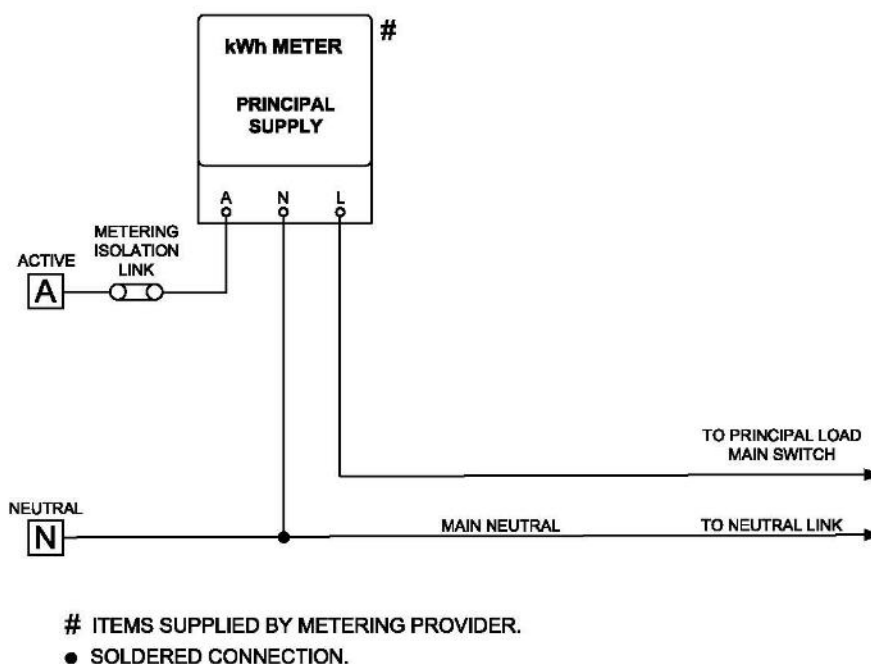 kWh METER
#
PRINCIPAL
SUPPLY
A N L
METERING
ISOLATION
LINK
ACTIVE
A
TO PRINCIPAL LOAD
MAIN SWITCH
NEUTRAL
N
MAIN NEUTRAL
TO NEUTRAL LINK
# ITEMS SUPPLIED BY METERING PROVIDER.
● SOLDERED CONNECTION.